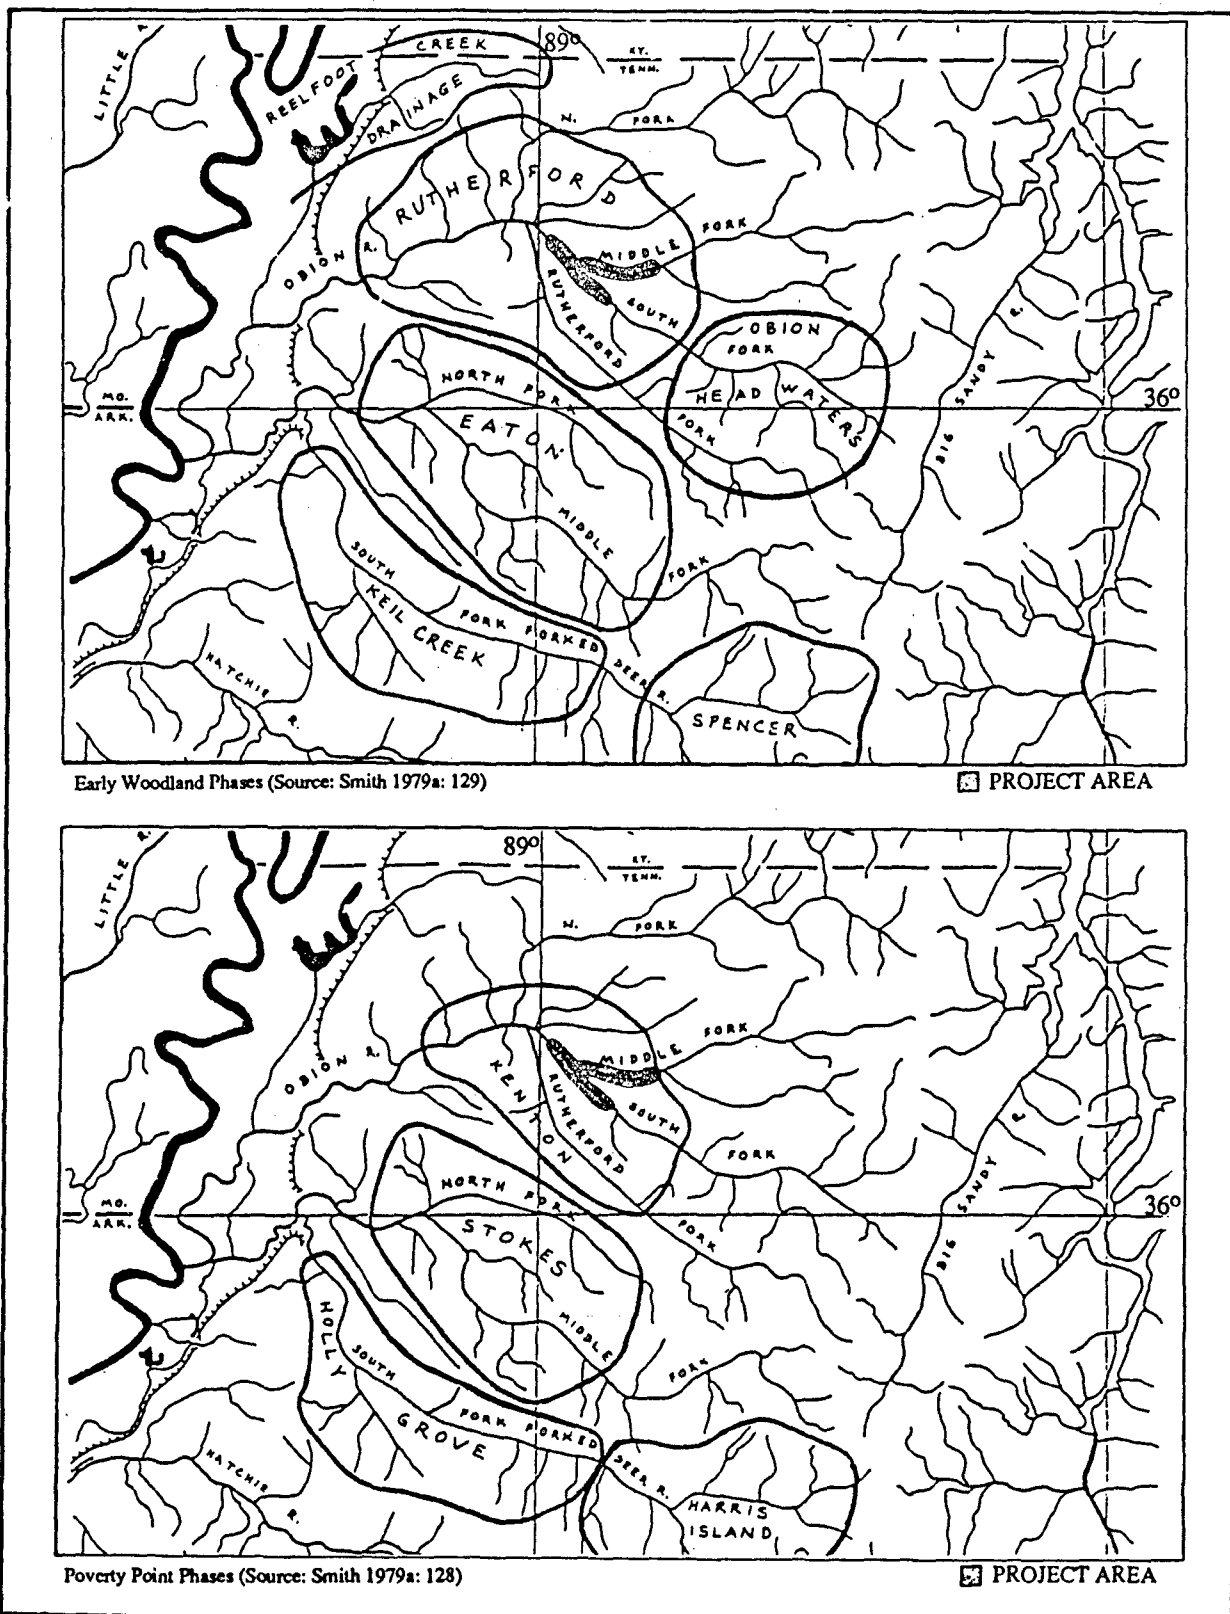 LITTLE R.
REELFOOT
CREEK
DRAINAGE
89°
KY.
TENN.
N. FORK
RUTHERFORD
OBION R.
MIDDLE FORK
RUTHERFORD
SOUTH
OBION
FORK
HEAD WATERS
FORK
NORTH FORK
EATON
MIDDLE
FORK
BIG SANDY R.
MO.
ARK.
36°
SOUTH
FORK FORKED
DEER R.
KEIL CREEK
HATCHIE
R.
SPENCER
Early Woodland Phases (Source: Smith 1979a: 129)
PROJECT AREA
LITTLE R.
89°
KY.
TENN.
N. FORK
OBION R.
MIDDLE FORK
KENTON
RUTHERFORD
SOUTH
FORK
FORK
NORTH FORK
STOKES
MIDDLE
FORK
BIG SANDY R.
MO.
ARK.
36°
HOLLY
GROVE
SOUTH
FORK FORKED
DEER R.
HATCHIE
R.
HARRIS
ISLAND
Poverty Point Phases (Source: Smith 1979a: 128)
PROJECT AREA